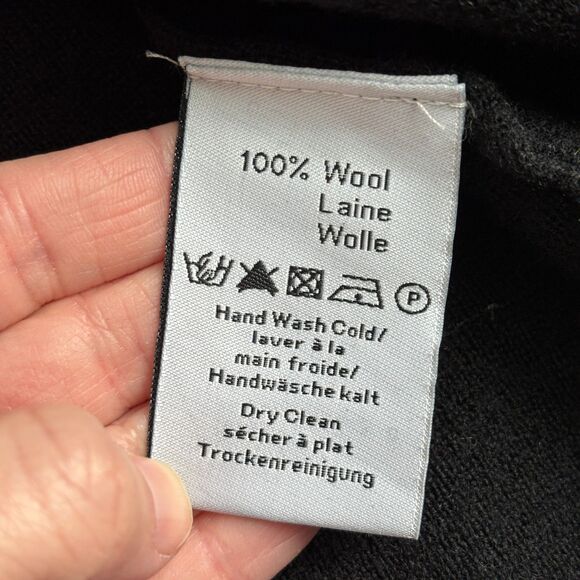 100% Wool
Laine
Wolle
P
Hand Wash Cold/
laver à la
main froide/
Handwäsche kalt
Dry Clean
sécher à plat
Trockenreinigung